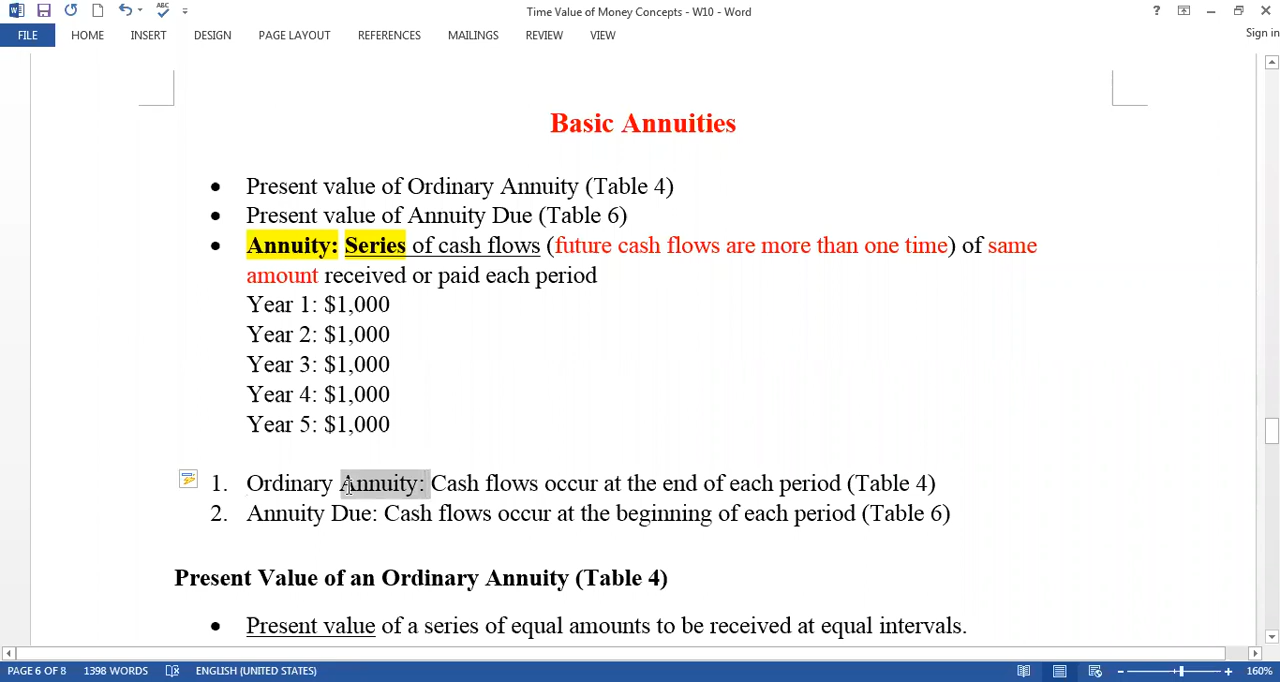 Time Value of Money Concepts - W10 - Word
Sign in
FILE HOME INSERT DESIGN PAGE LAYOUT REFERENCES MAILINGS REVIEW VIEW
Basic Annuities
• Present value of Ordinary Annuity (Table 4)
• Present value of Annuity Due (Table 6)
• Annuity: Series of cash flows (future cash flows are more than one time) of same
amount received or paid each period
Year 1: $1,000
Year 2: $1,000
Year 3: $1,000
Year 4: $1,000
Year 5: $1,000
1. Ordinary Annuity: Cash flows occur at the end of each period (Table 4)
2. Annuity Due: Cash flows occur at the beginning of each period (Table 6)
Present Value of an Ordinary Annuity (Table 4)
• Present value of a series of equal amounts to be received at equal intervals.
PAGE 6 OF 8 1398 WORDS ENGLISH (UNITED STATES) 160%